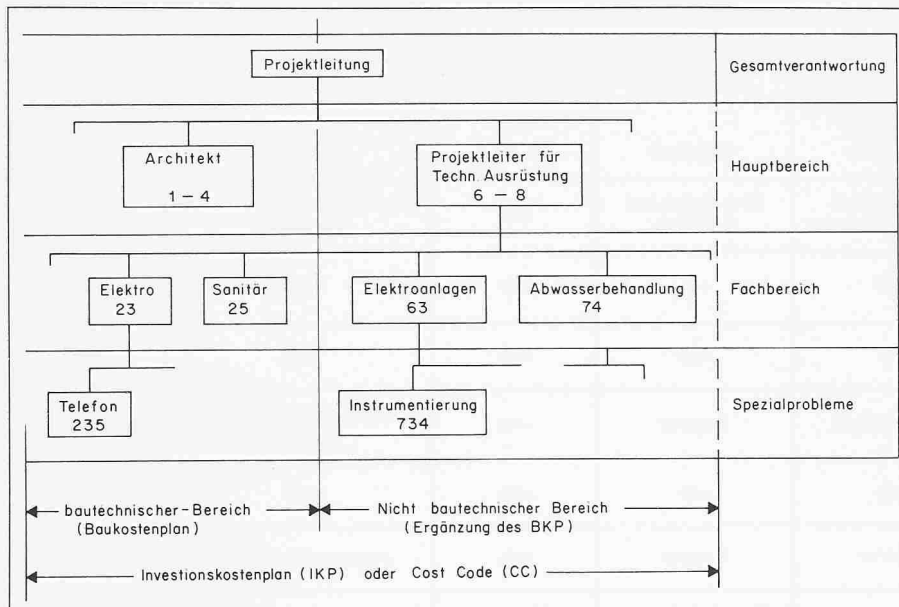 Projektleitung
Gesamtverantwortung
Architekt
1 – 4
Projektleiter für
Techn. Ausrüstung
6 – 8
Hauptbereich
Elektro
23
Sanitär
25
Elektroanlagen
63
Abwasserbehandlung
74
Fachbereich
Telefon
235
Instrumentierung
734
Spezialprobleme
bautechnischer-Bereich
(Baukostenplan)
Nicht bautechnischer Bereich
(Ergänzung des BKP)
Investionskostenplan (IKP) oder Cost Code (CC)